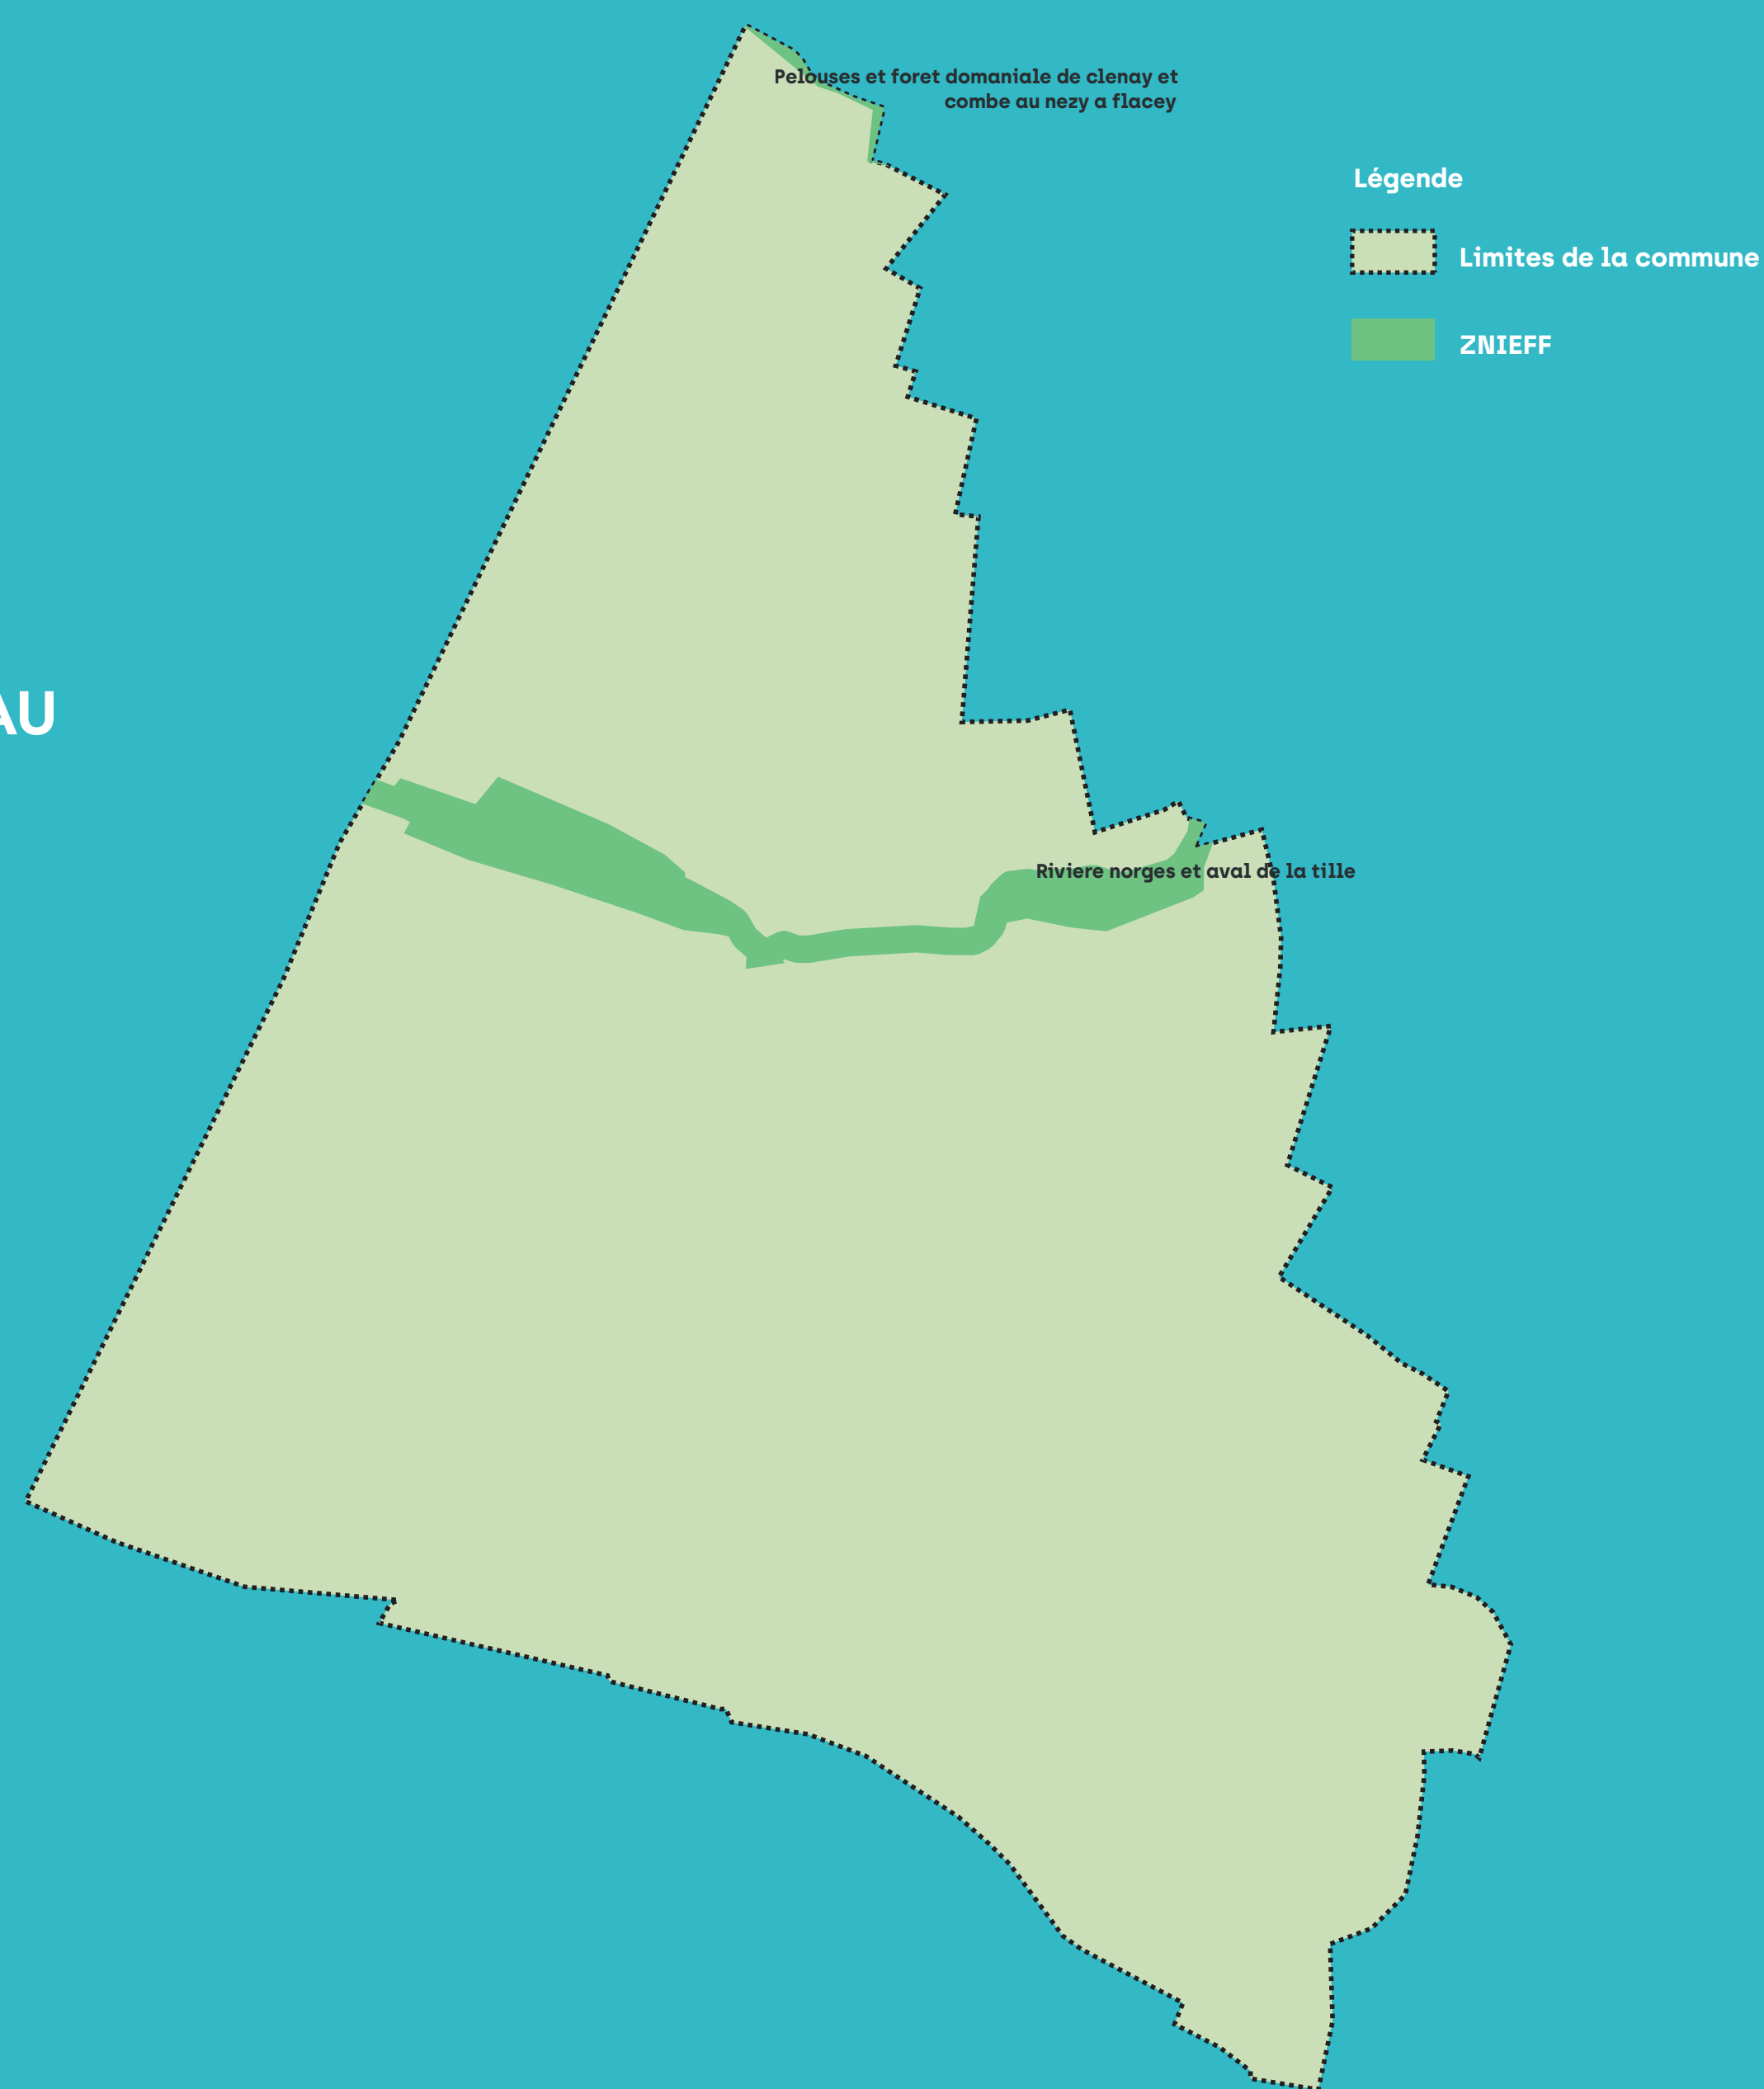 Pelouses et foret domaniale de clenay et
combe au nezy a flacey
Légende
Limites de la commune
ZNIEFF
AU
Riviere norges et aval de la tille